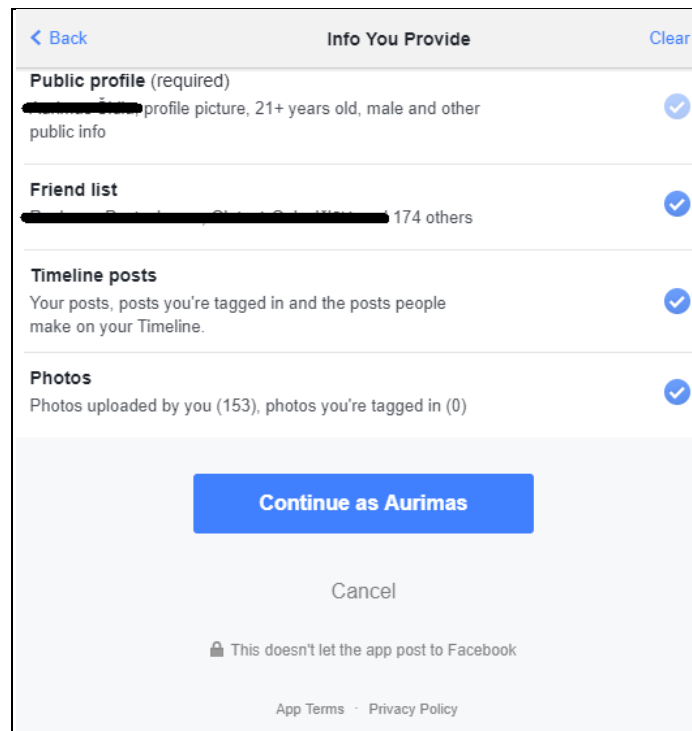 Back
Info You Provide
Clear
Public profile (required)
profile picture, 21+ years old, male and other
public info
Friend list
174 others
Timeline posts
Your posts, posts you're tagged in and the posts people
make on your Timeline.
Photos
Photos uploaded by you (153), photos you're tagged in (0)
Continue as Aurimas
Cancel
This doesn't let the app post to Facebook
App Terms · Privacy Policy